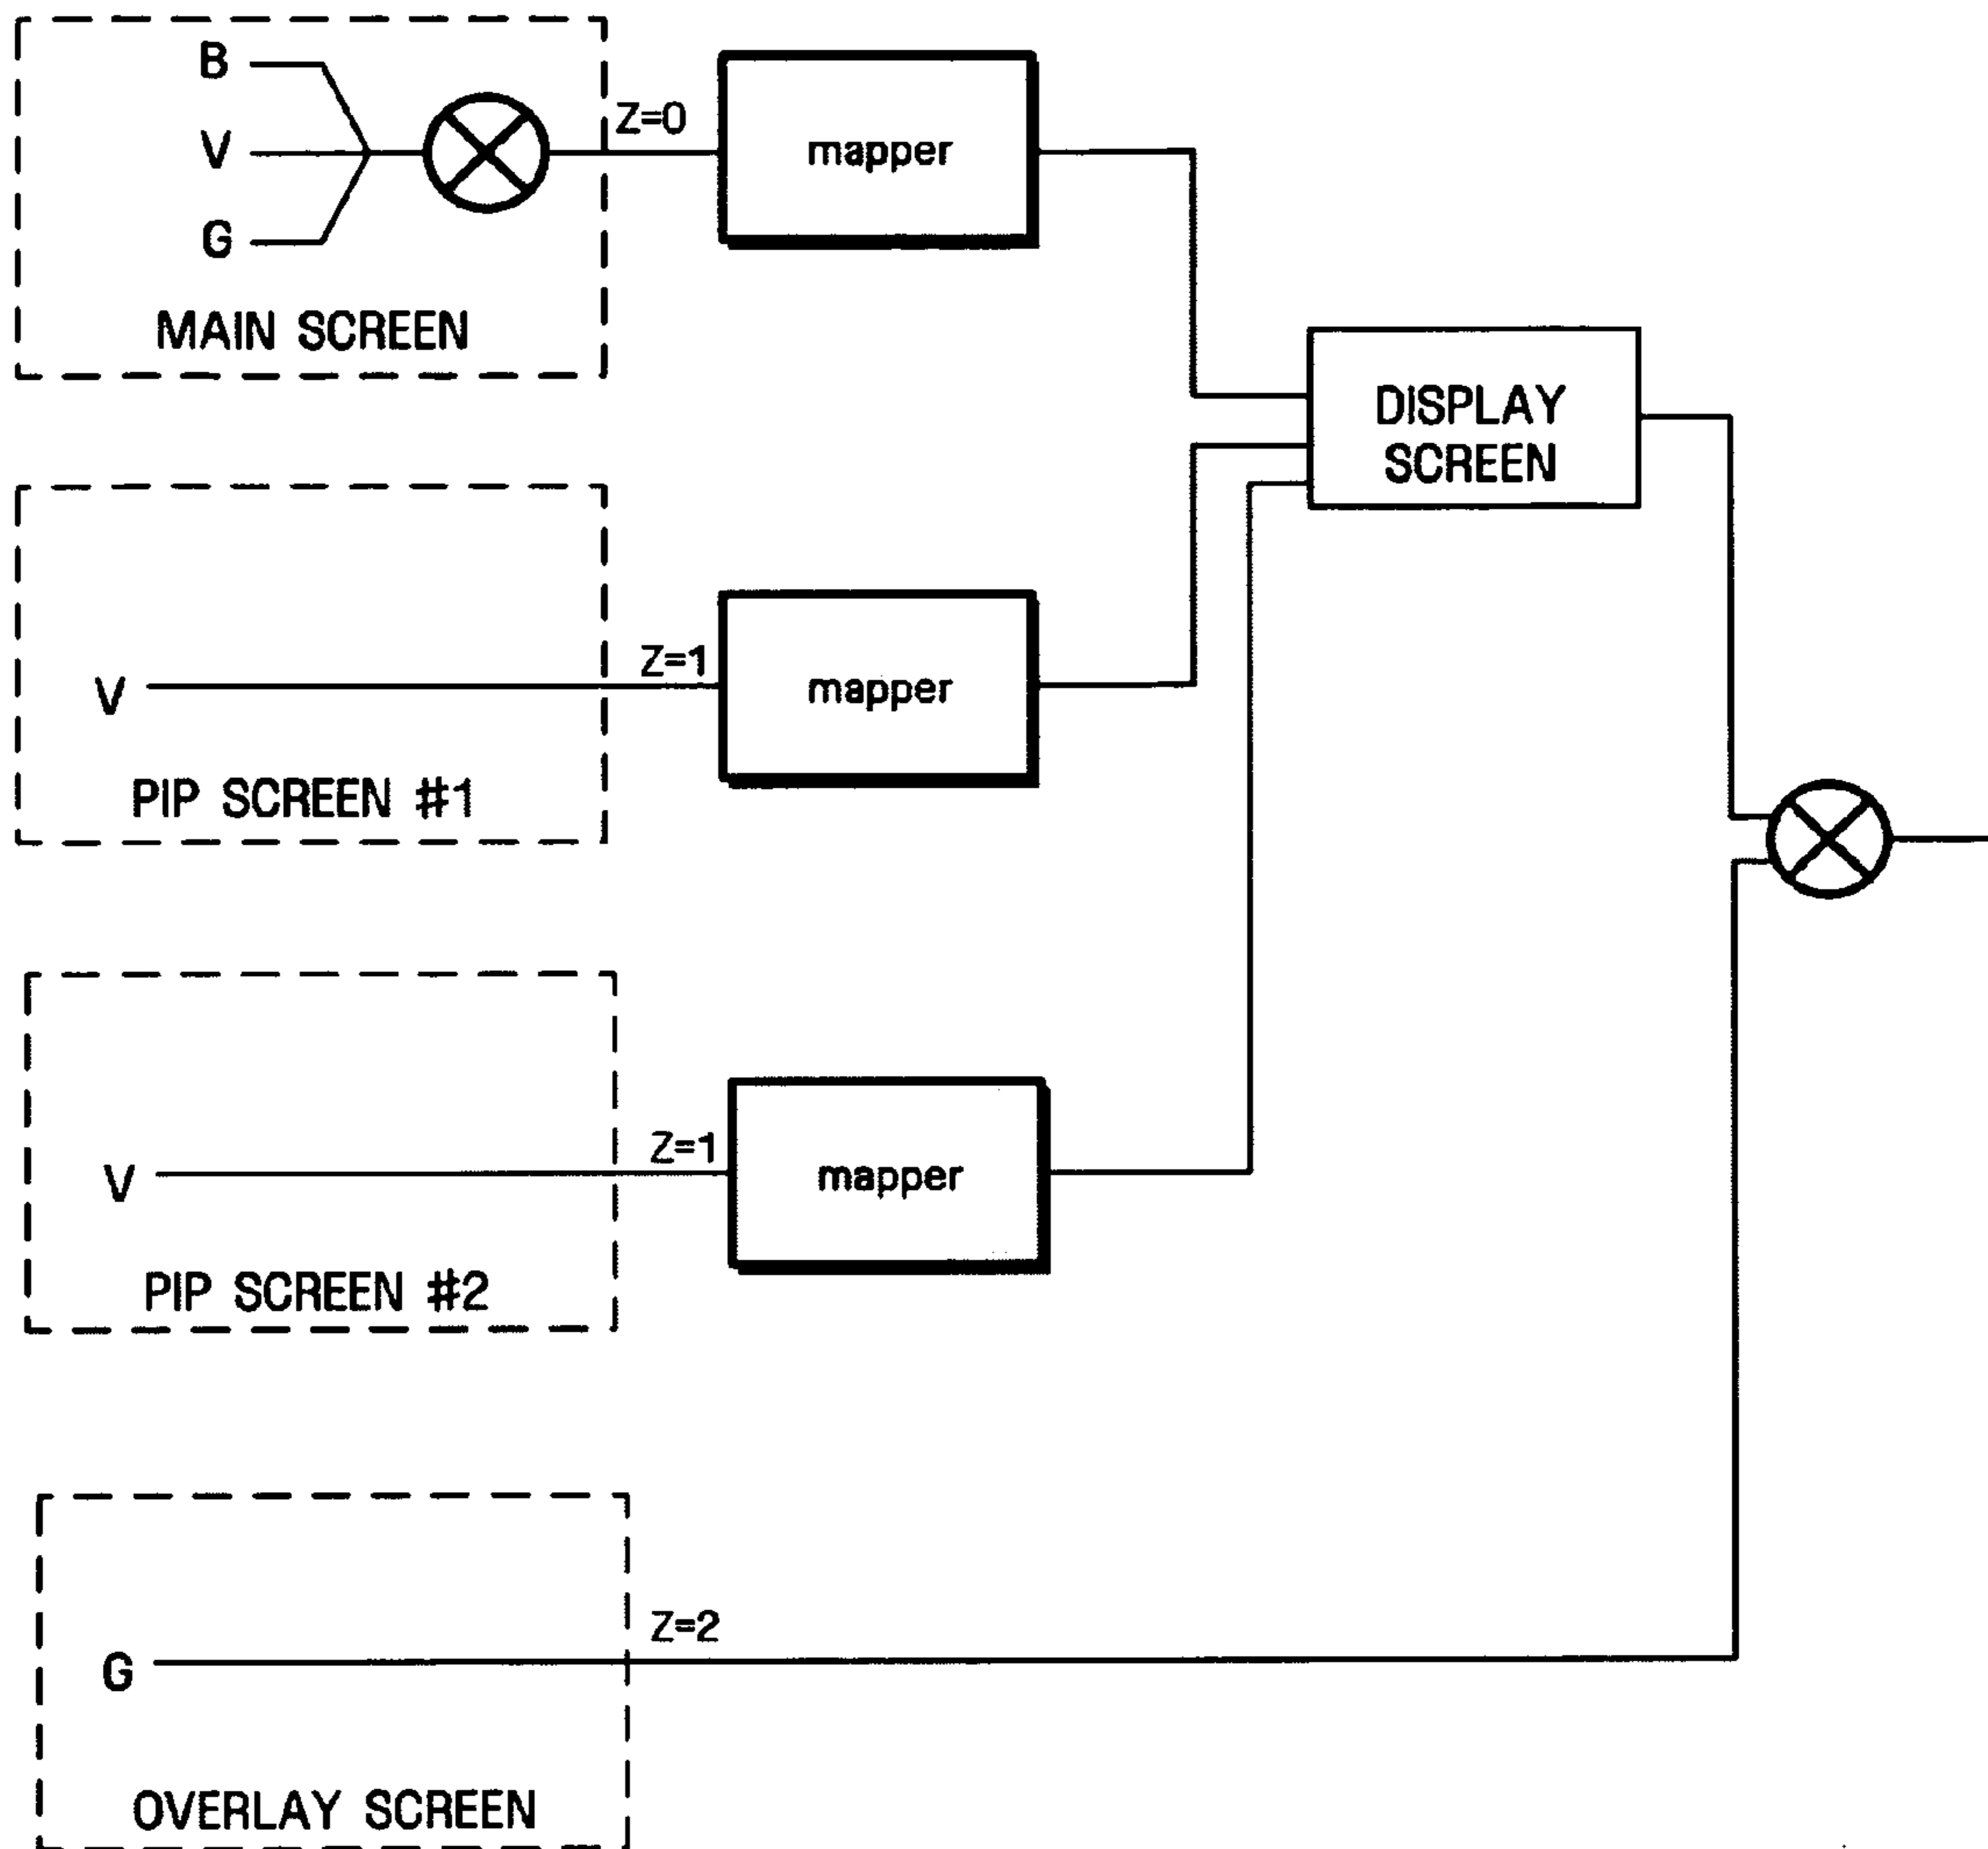 B
V
G
MAIN SCREEN
Z=0
mapper
DISPLAY
SCREEN
V
PIP SCREEN #1
Z=1
mapper
V
PIP SCREEN #2
Z=1
mapper
G
OVERLAY SCREEN
Z=2